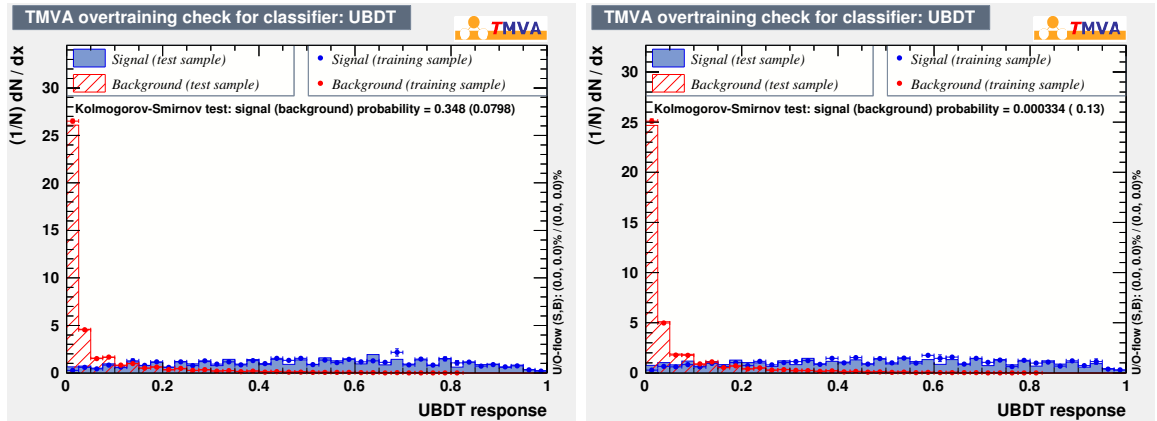 TMVA overtraining check for classifier: UBDT
TMVA
Signal (test sample)
Background (test sample)
Signal (training sample)
Background (training sample)
Kolmogorov-Smirnov test: signal (background) probability = 0.348 (0.0798)
(1/N) dN / dx
30
25
20
15
10
5
0
0 0.2 0.4 0.6 0.8 1
UBDT response
U/O-flow (S,B): (0.0, 0.0)% / (0.0, 0.0)%
TMVA overtraining check for classifier: UBDT
TMVA
Signal (test sample)
Background (test sample)
Signal (training sample)
Background (training sample)
Kolmogorov-Smirnov test: signal (background) probability = 0.000334 ( 0.13)
(1/N) dN / dx
30
25
20
15
10
5
0
0 0.2 0.4 0.6 0.8 1
UBDT response
U/O-flow (S,B): (0.0, 0.0)% / (0.0, 0.0)%